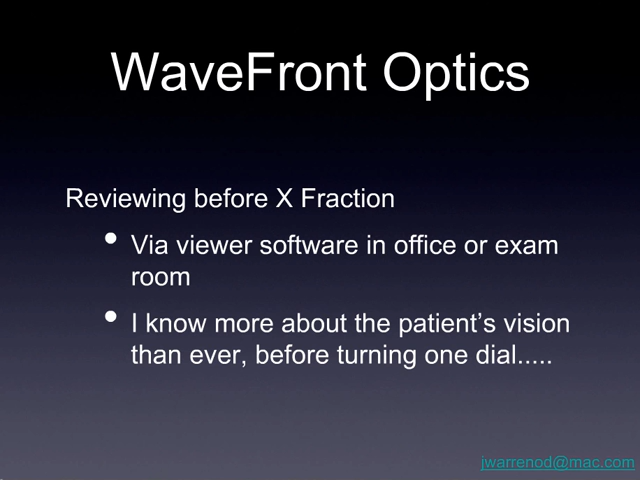 WaveFront Optics
Reviewing before X Fraction
• Via viewer software in office or exam
room
• I know more about the patient’s vision
than ever, before turning one dial.....
jwarrenod@mac.com